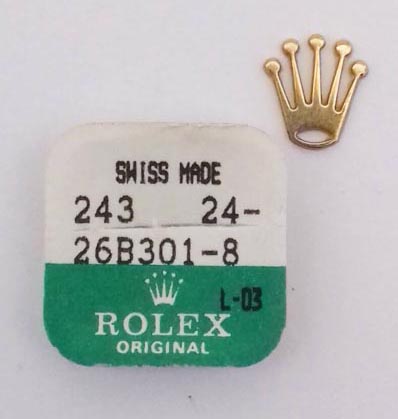 SWISS MADE
243 24-
26B301-8
L-03
ROLEX
ORIGINAL